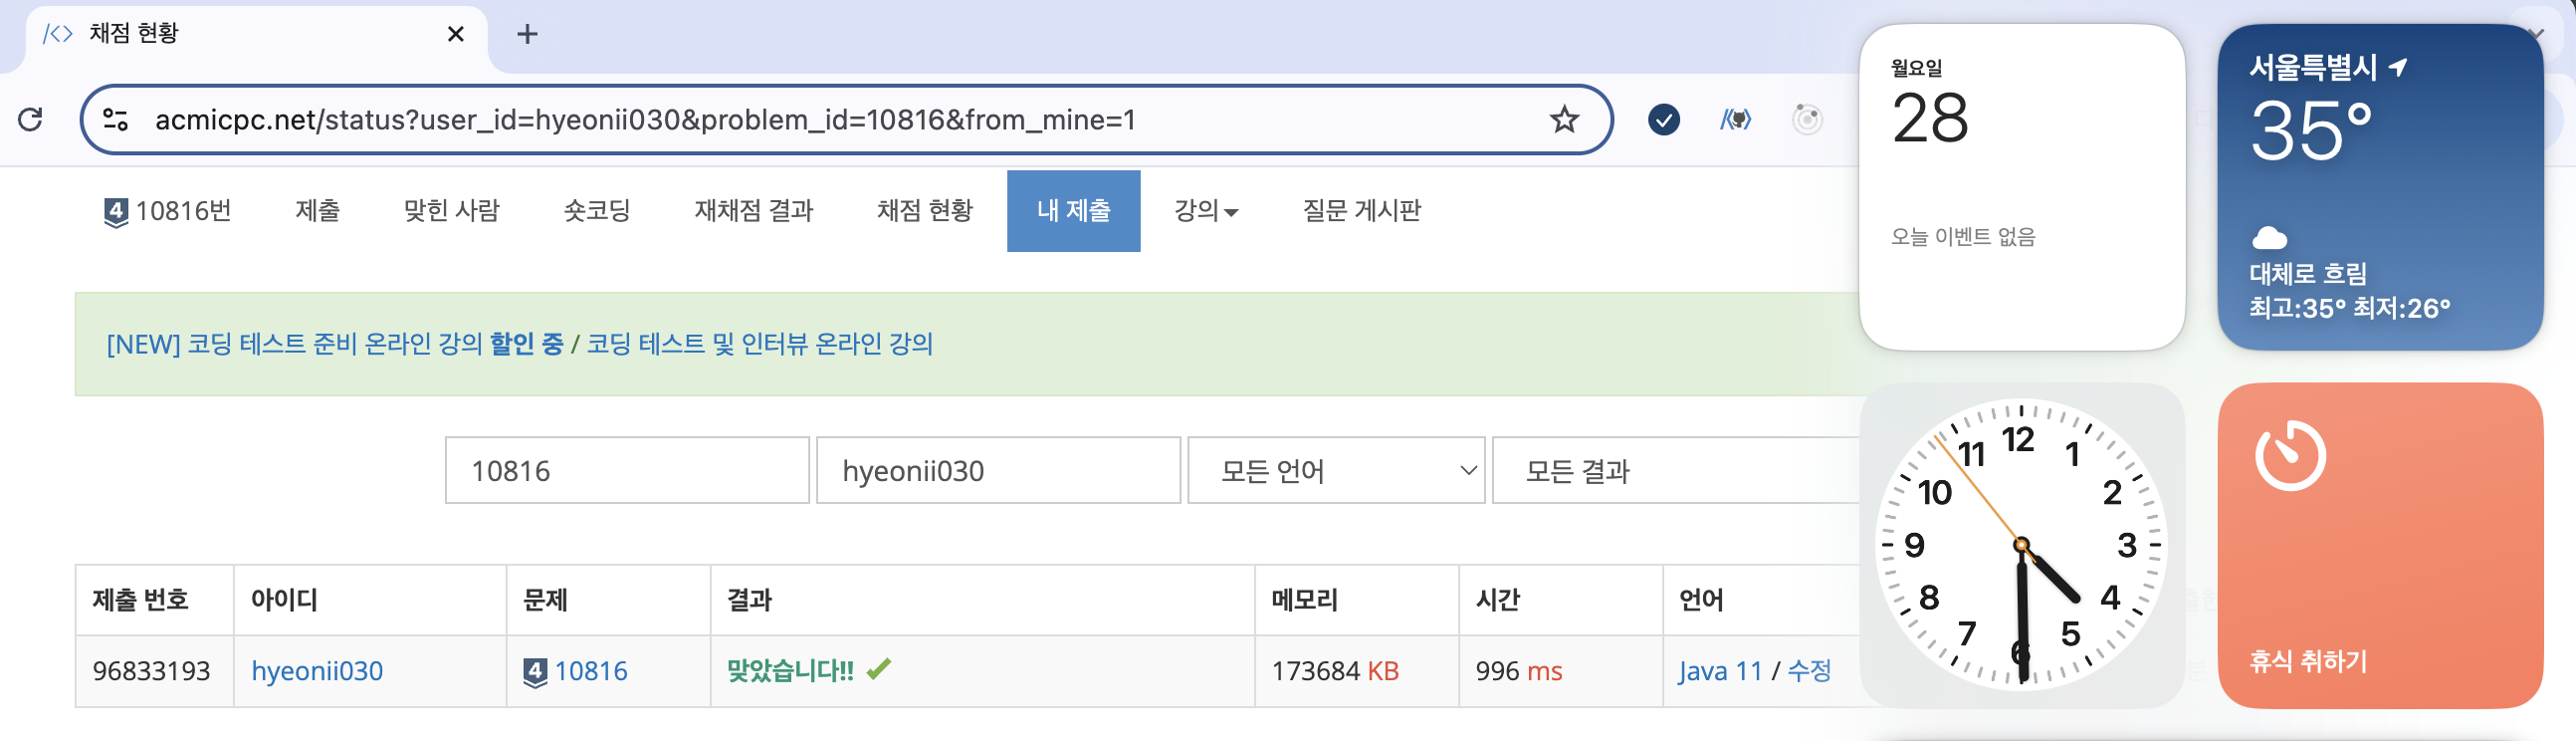 채점 현황
acmicpc.net/status?user_id=hyeonii030&problem_id=10816&from_mine=1
4 10816번 제출 맞힌 사람 숏코딩 재채점 결과 채점 현황 내 제출 강의 질문 게시판
[NEW] 코딩 테스트 준비 온라인 강의 할인 중 / 코딩 테스트 및 인터뷰 온라인 강의
10816 hyeonii030 모든 언어 모든 결과
제출 번호 아이디 문제 결과 메모리 시간 언어
96833193 hyeonii030 4 10816 맞았습니다!! 173684 KB 996 ms Java 11 / 수정
월요일
28
오늘 이벤트 없음
서울특별시
35°
대체로 흐림
최고:35° 최저:26°
12
1
2
3
4
5
6
7
8
9
10
11
휴식 취하기